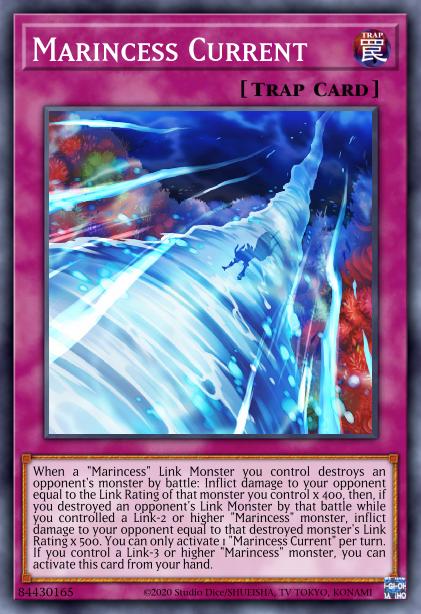 MARINCESS CURRENT
TRAP
罠
[TRAP CARD]
When a "Marincess" Link Monster you control destroys an
opponent's monster by battle: Inflict damage to your opponent
equal to the Link Rating of that monster you control x 400, then, if
you destroyed an opponent's Link Monster by that battle while
you controlled a Link-2 or higher "Marincess" monster, inflict
damage to your opponent equal to that destroyed monster's Link
Rating x 500. You can only activate 1 "Marincess Current" per turn.
If you control a Link-3 or higher "Marincess" monster, you can
activate this card from your hand.
84430165
©2020 Studio Dice/SHUEISHA, TV TOKYO, KONAMI